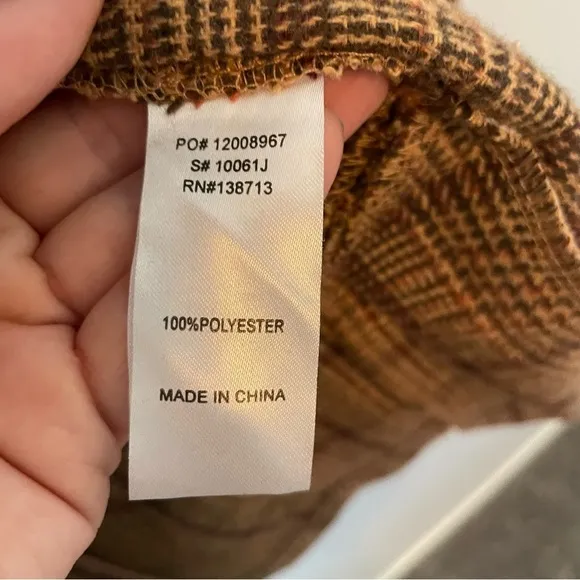 PO# 12008967
S# 10061J
RN#138713
100%POLYESTER
MADE IN CHINA